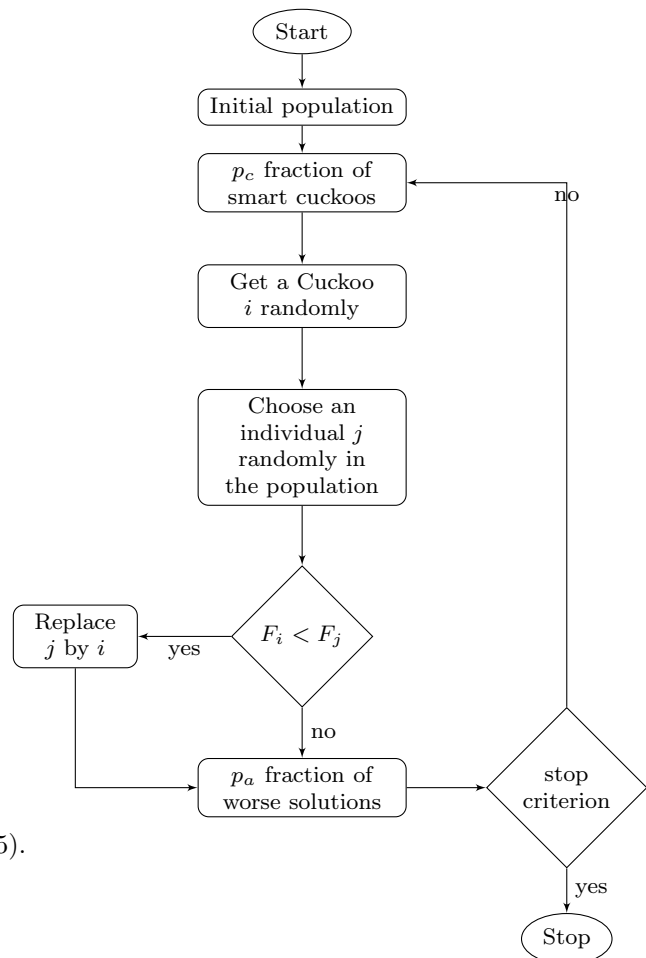 Start
Initial population
p_c fraction of
smart cuckoos
no
Get a Cuckoo
i randomly
Choose an
individual j
randomly in
the population
F_i < F_j
yes
Replace
j by i
no
p_a fraction of
worse solutions
stop
criterion
5).
yes
Stop